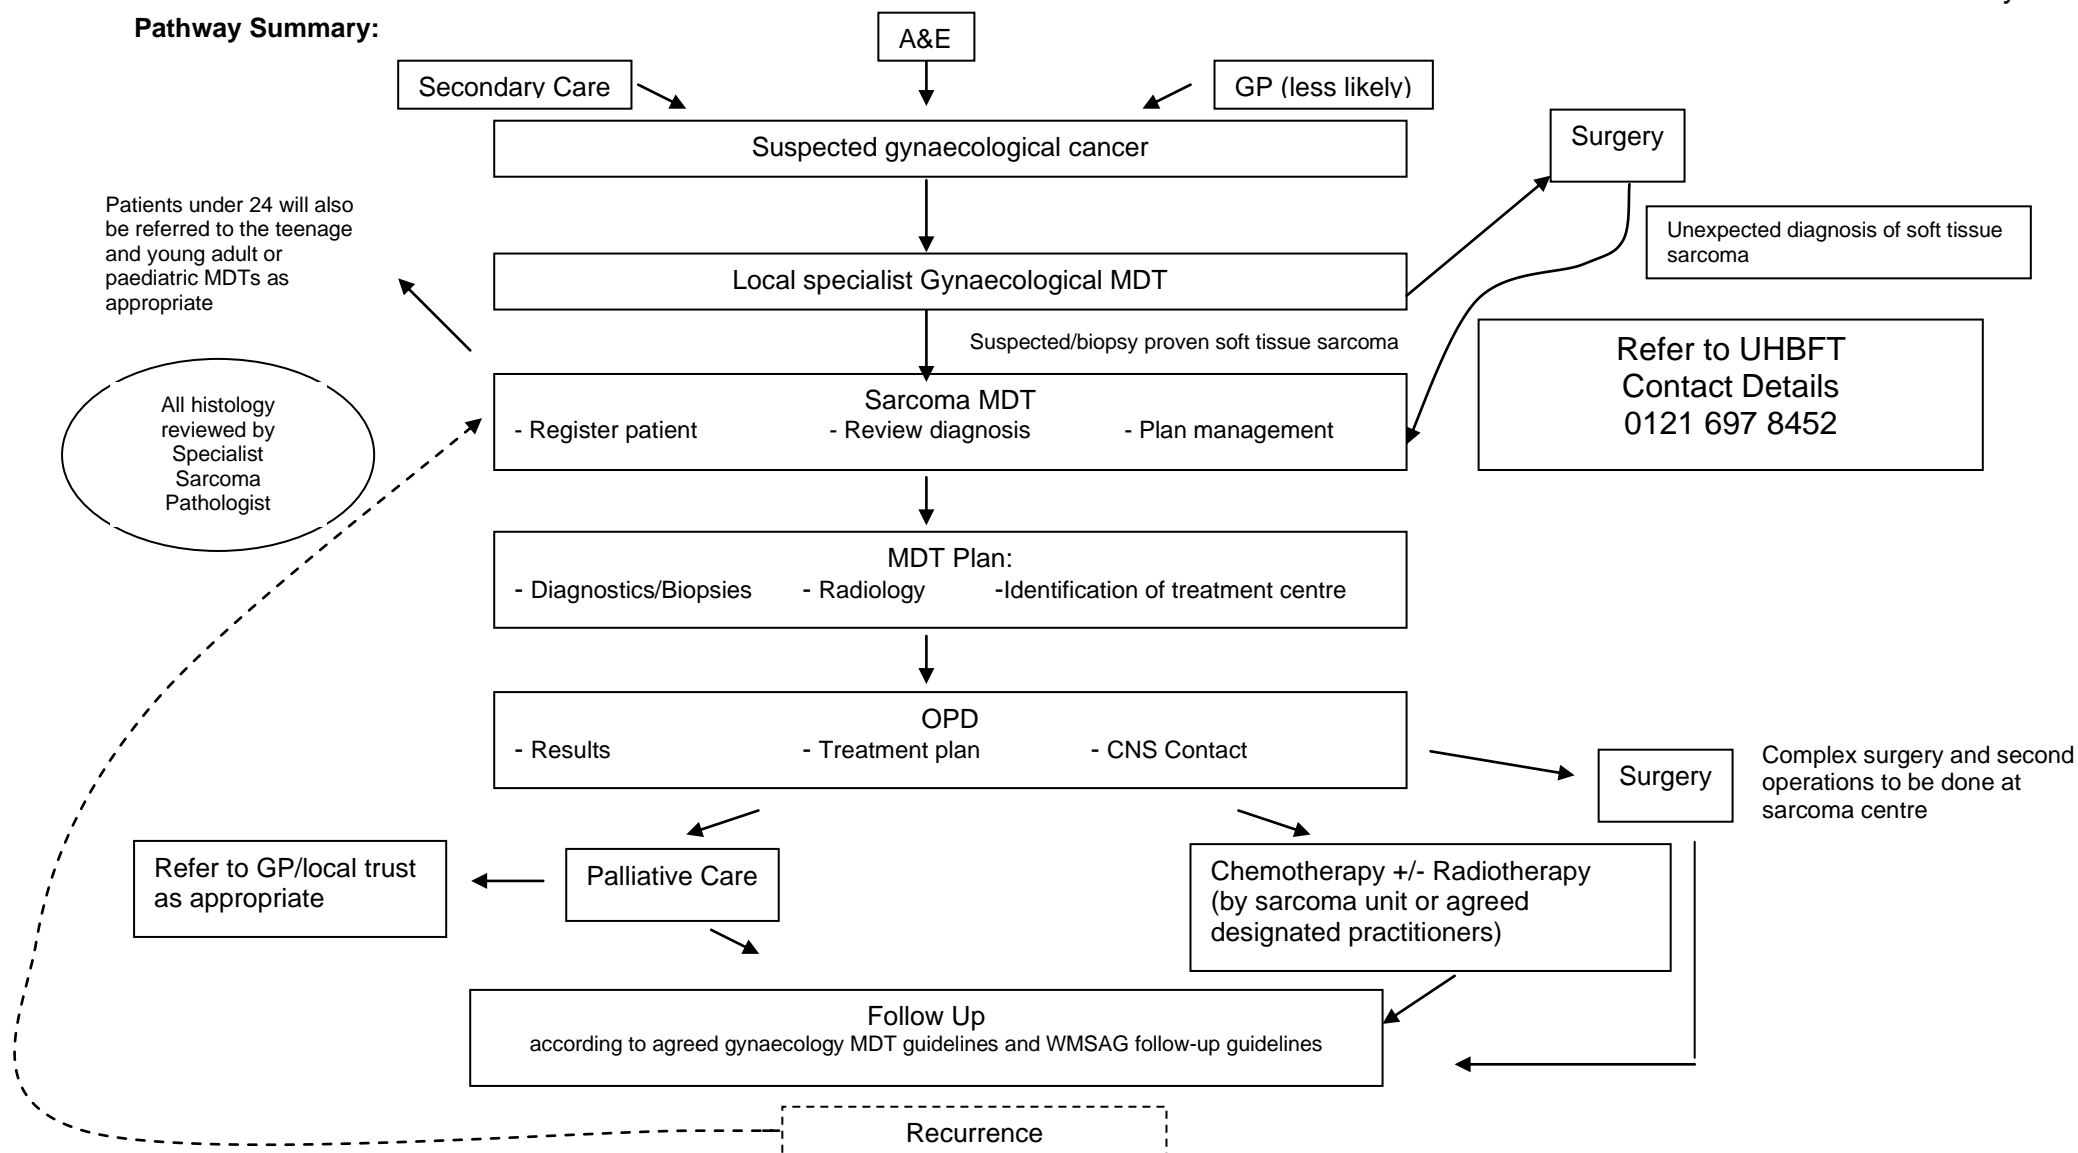 Pathway Summary:
A&E
Secondary Care
GP (less likely)
Suspected gynaecological cancer
Surgery
Patients under 24 will also
be referred to the teenage
and young adult or
paediatric MDTs as
appropriate
Unexpected diagnosis of soft tissue
sarcoma
Local specialist Gynaecological MDT
Suspected/biopsy proven soft tissue sarcoma
Refer to UHBFT
Contact Details
0121 697 8452
All histology
reviewed by
Specialist
Sarcoma
Pathologist
Sarcoma MDT
- Register patient - Review diagnosis - Plan management
MDT Plan:
- Diagnostics/Biopsies - Radiology -Identification of treatment centre
OPD
- Results - Treatment plan - CNS Contact
Surgery
Complex surgery and second
operations to be done at
sarcoma centre
Refer to GP/local trust
as appropriate
Palliative Care
Chemotherapy +/- Radiotherapy
(by sarcoma unit or agreed
designated practitioners)
Follow Up
according to agreed gynaecology MDT guidelines and WMSAG follow-up guidelines
Recurrence